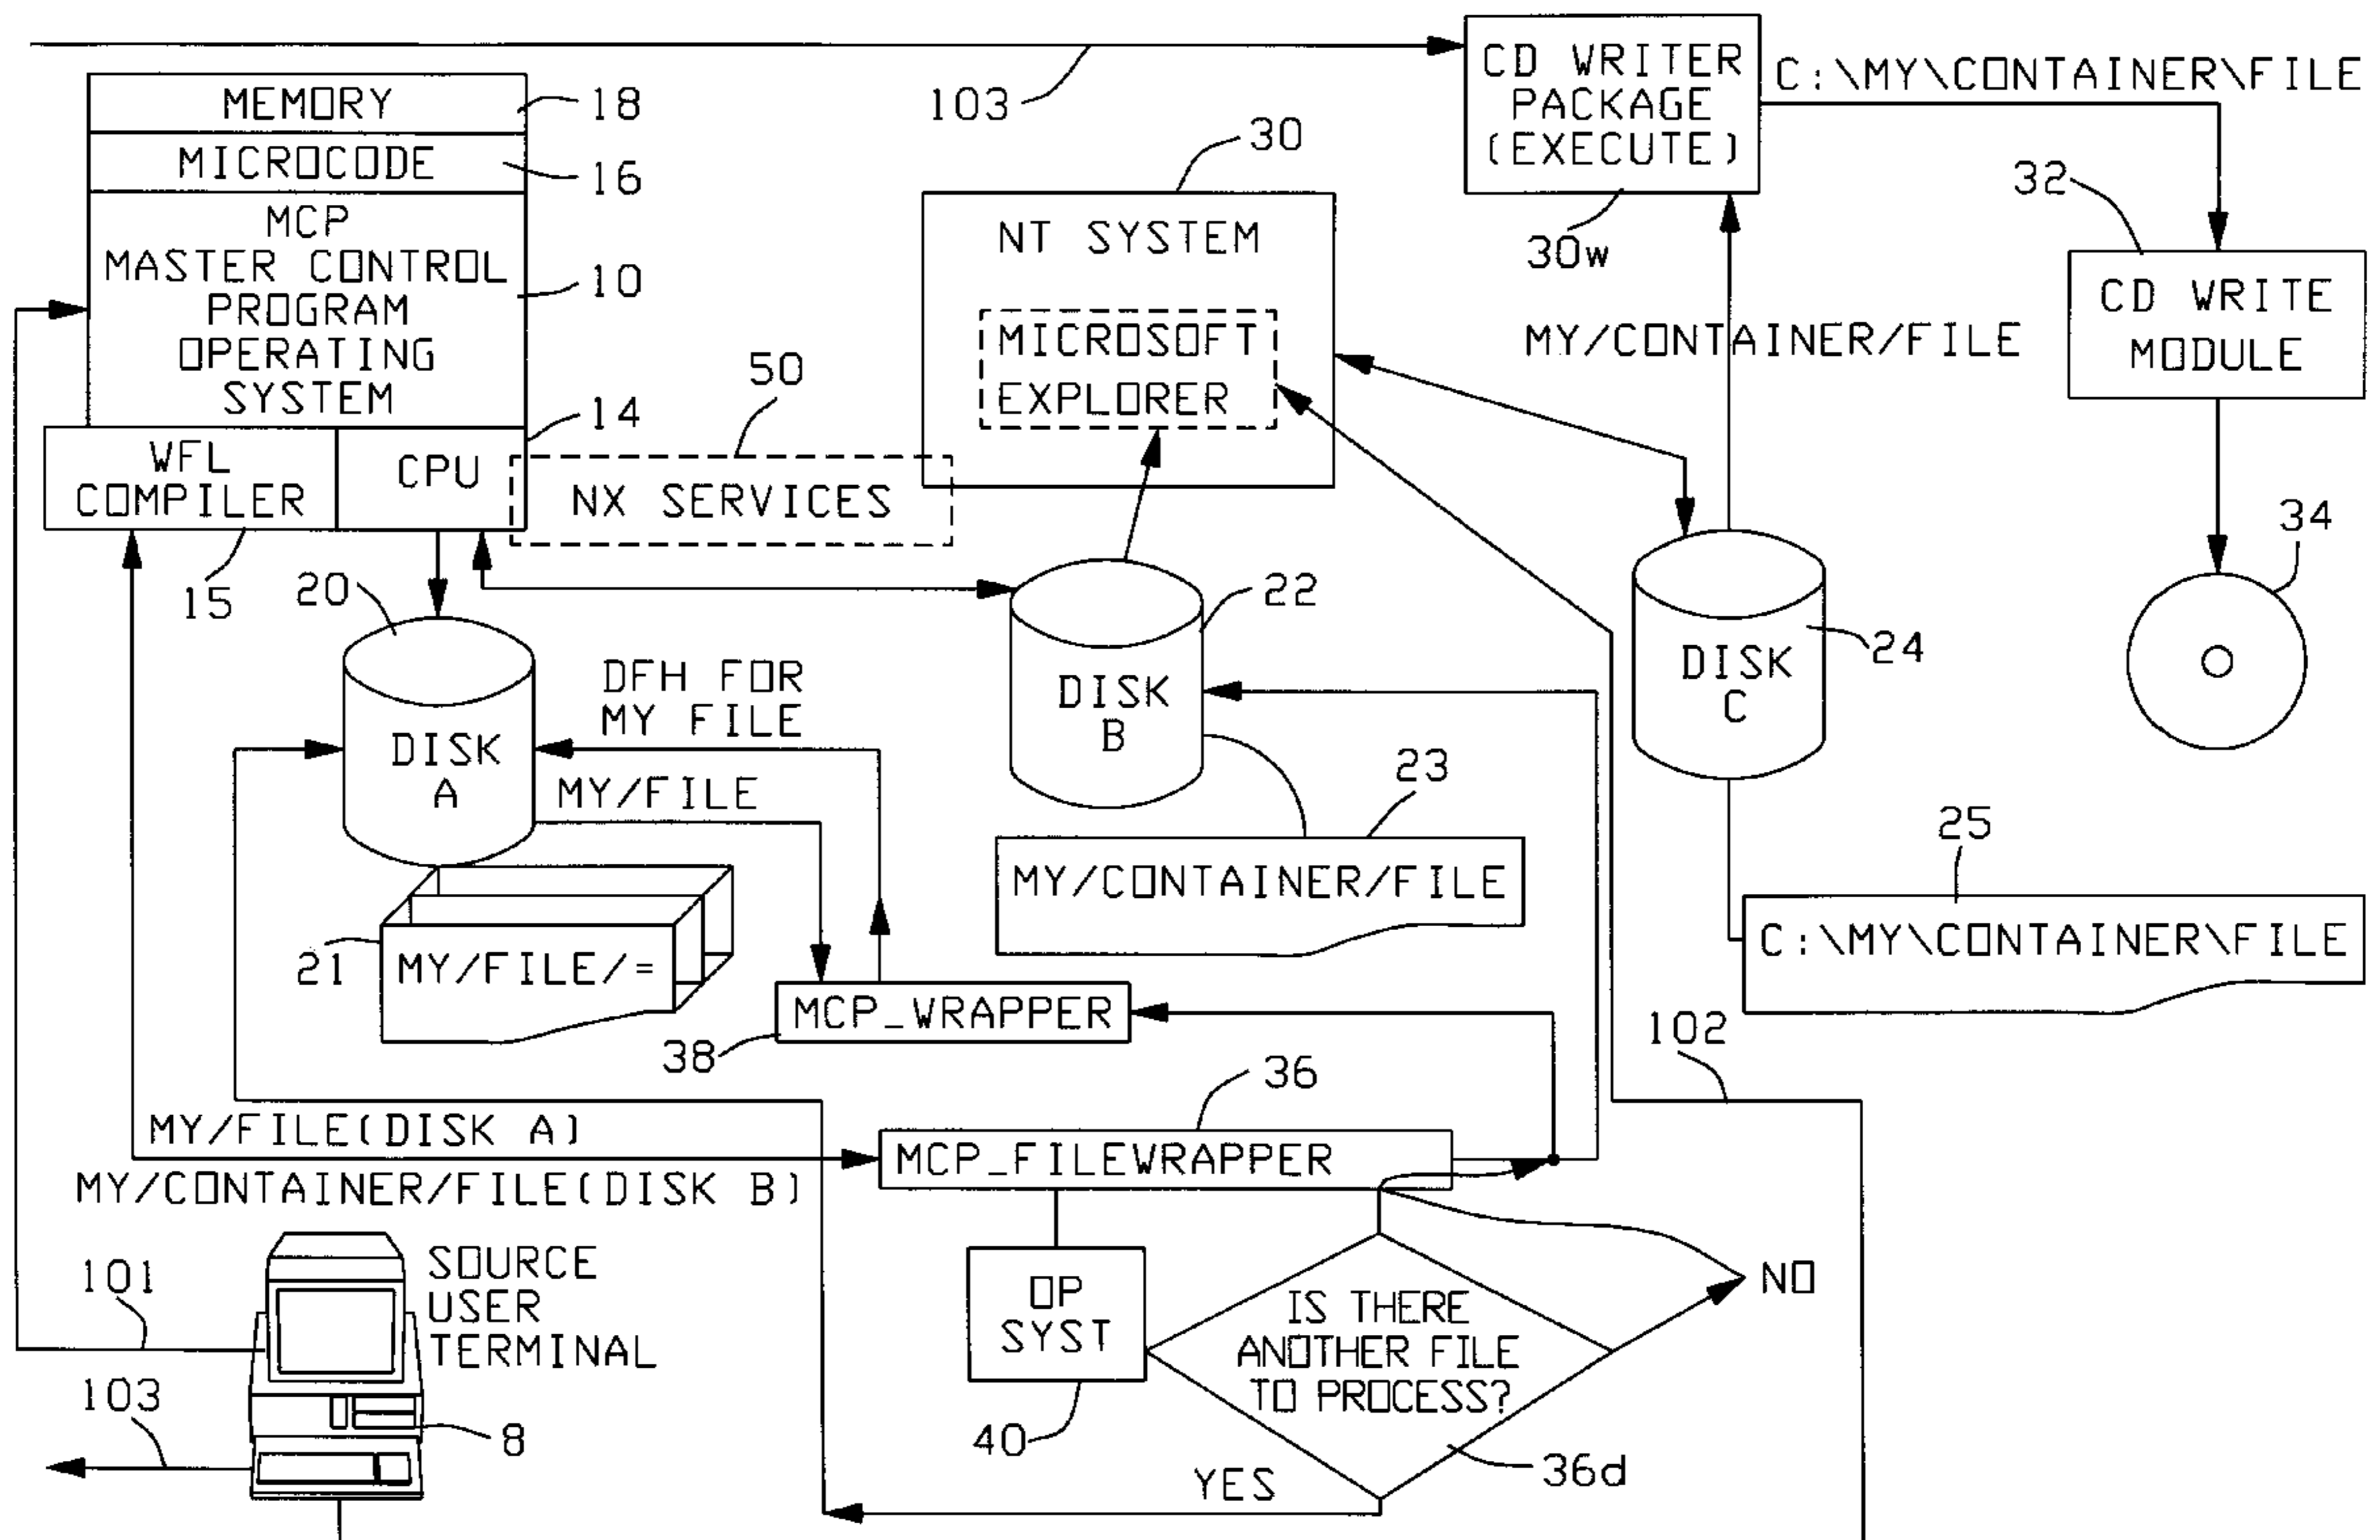 103
MEMORY
18
MICROCODE
16
MCP
MASTER CONTROL
PROGRAM
OPERATING
SYSTEM
10
14
WFL
COMPILER
15
CPU
50
NX SERVICES
30
NT SYSTEM
MICROSOFT
EXPLORER
CD WRITER
PACKAGE
(EXECUTE)
30w
C:\MY\CONTAINER\FILE
32
CD WRITE
MODULE
MY/CONTAINER/FILE
34
20
DISK
A
DFH FOR
MY FILE
MY/FILE
22
DISK
B
23
MY/CONTAINER/FILE
24
DISK
C
25
C:\MY\CONTAINER\FILE
21
MY/FILE/=
MCP_WRAPPER
38
102
36
MY/FILE(DISK A)
MCP_FILEWRAPPER
MY/CONTAINER/FILE(DISK B)
101
SOURCE
USER
TERMINAL
103
8
OP
SYST
40
IS THERE
ANOTHER FILE
TO PROCESS?
NO
36d
YES